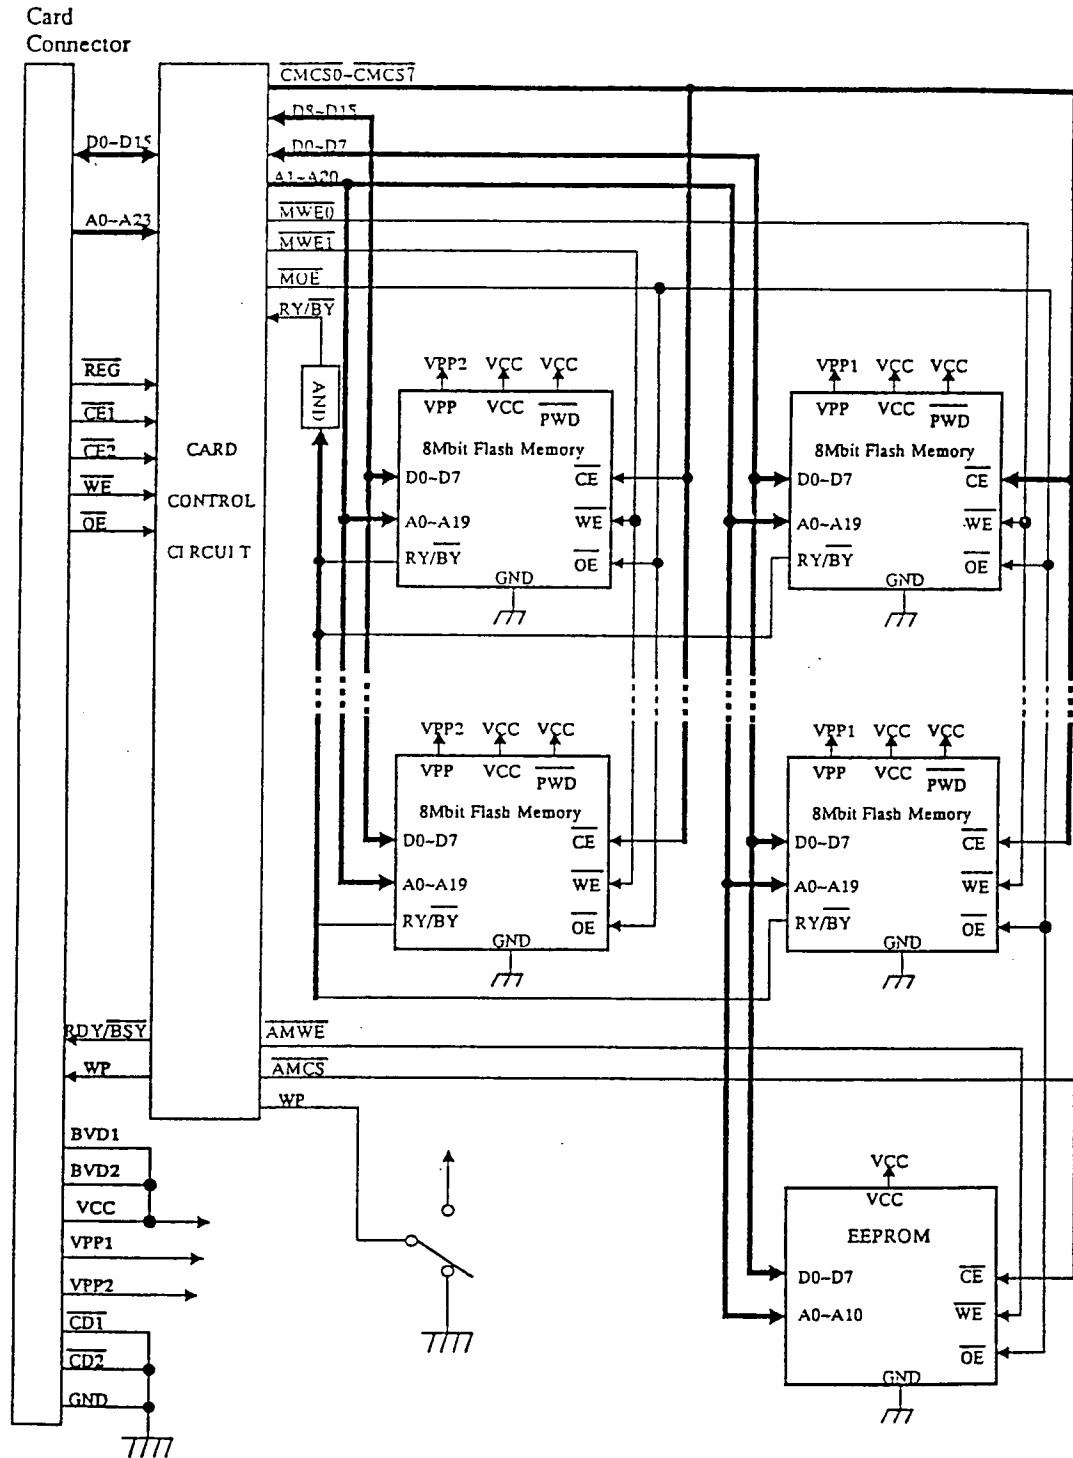 Card
Connector
CMCS0~CMCS7
D8~D15
D0~D15
D0~D7
A1~A20
A0~A23
MWE0
MWE1
MOE
RY/BY
REG
CE1
CE2
WE
OE
CARD
CONTROL
CIRCUIT
AND
VPP2 VCC VCC
VPP VCC PWD
8Mbit Flash Memory
D0~D7 CE
A0~A19 WE
RY/BY OE
GND
VPP1 VCC VCC
VPP VCC PWD
8Mbit Flash Memory
D0~D7 CE
A0~A19 WE
RY/BY OE
GND
VPP2 VCC VCC
VPP VCC PWD
8Mbit Flash Memory
D0~D7 CE
A0~A19 WE
RY/BY OE
GND
VPP1 VCC VCC
VPP VCC PWD
8Mbit Flash Memory
D0~D7 CE
A0~A19 WE
RY/BY OE
GND
RDY/BSY
WP
AMWE
AMCS
WP
BVD1
BVD2
VCC
VPP1
VPP2
CD1
CD2
GND
VCC
VCC
EEPROM
D0~D7 CE
A0~A10 WE
OE
GND